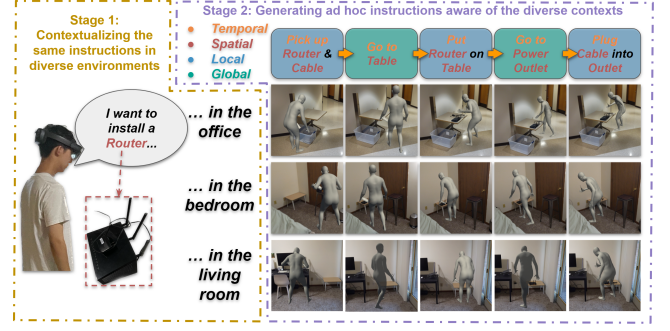 Stage 1:
Contextualizing the
same instructions in
diverse environments
I want to
install a
Router...
... in the
office
... in the
bedroom
... in the
living
room
Stage 2: Generating ad hoc instructions aware of the diverse contexts
Temporal
Spatial
Local
Global
Pick up
Router &
Cable
Go to
Table
Put
Router on
Table
Go to
Power
Outlet
Plug
Cable into
Outlet